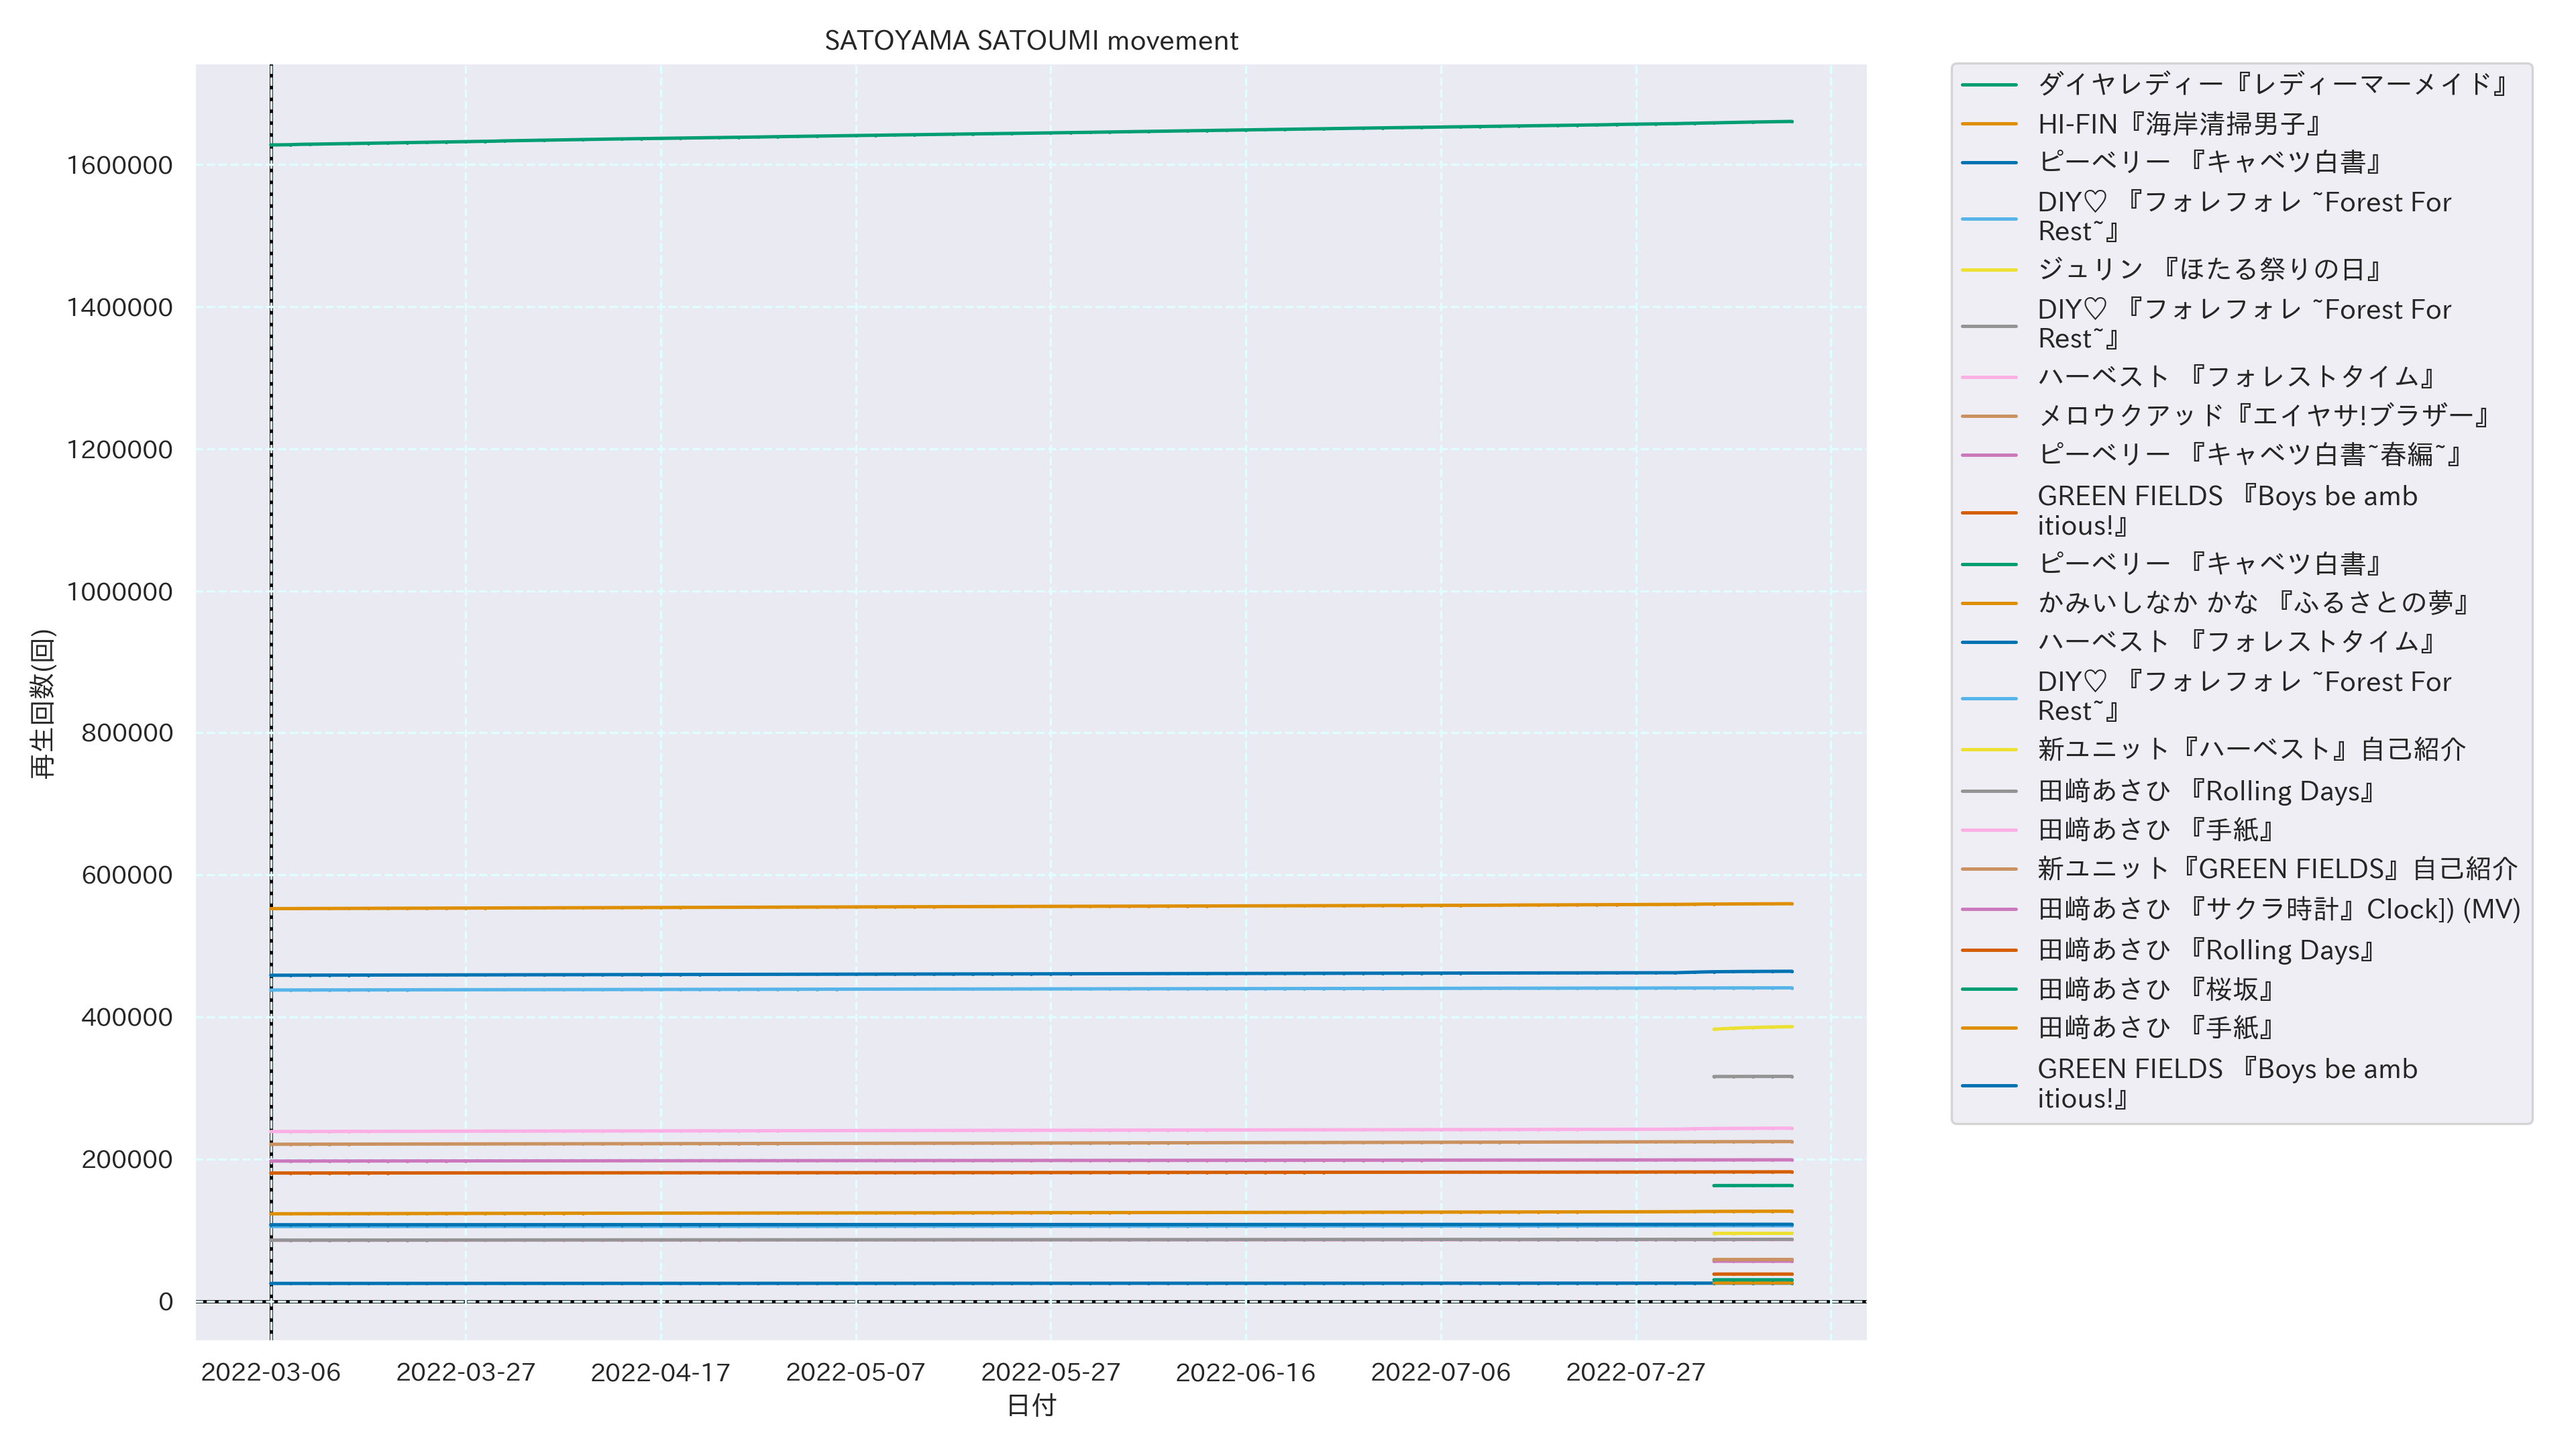 SATOYAMA SATOUMI movement
1600000
1400000
1200000
1000000
800000
600000
400000
200000
0
再生回数(回)
2022-03-06
2022-03-27
2022-04-17
2022-05-07
2022-05-27
2022-06-16
2022-07-06
2022-07-27
日付
ダイヤレディー『レディーマーメイド』
HI-FIN『海岸清掃男子』
ピーベリー 『キャベツ白書』
DIY♡ 『フォレフォレ ~Forest For
Rest~』
ジュリン 『ほたる祭りの日』
DIY♡ 『フォレフォレ ~Forest For
Rest~』
ハーベスト 『フォレストタイム』
メロウクアッド『エイヤサ!ブラザー』
ピーベリー 『キャベツ白書~春編~』
GREEN FIELDS 『Boys be amb
itious!』
ピーベリー 『キャベツ白書』
かみいしなか かな 『ふるさとの夢』
ハーベスト 『フォレストタイム』
DIY♡ 『フォレフォレ ~Forest For
Rest~』
新ユニット『ハーベスト』自己紹介
田﨑あさひ 『Rolling Days』
田﨑あさひ 『手紙』
新ユニット『GREEN FIELDS』自己紹介
田﨑あさひ 『サクラ時計』Clock]) (MV)
田﨑あさひ 『Rolling Days』
田﨑あさひ 『桜坂』
田﨑あさひ 『手紙』
GREEN FIELDS 『Boys be amb
itious!』